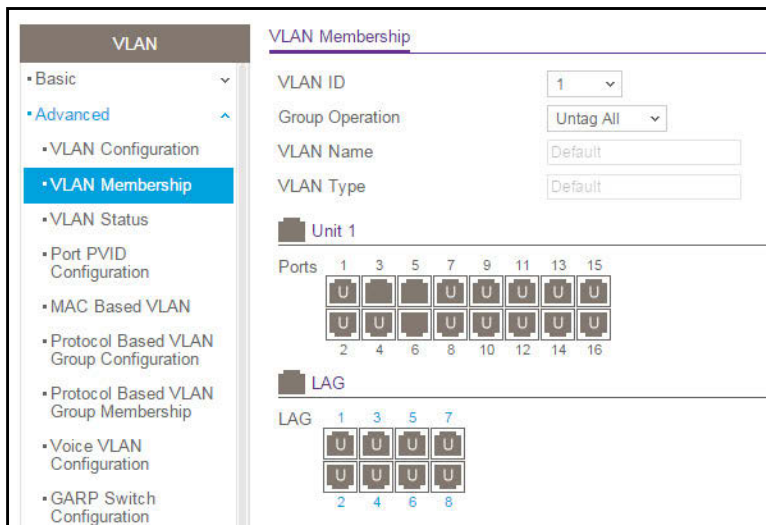 VLAN
Basic
Advanced
VLAN Configuration
VLAN Membership
VLAN Status
Port PVID
Configuration
MAC Based VLAN
Protocol Based VLAN
Group Configuration
Protocol Based VLAN
Group Membership
Voice VLAN
Configuration
GARP Switch
Configuration
VLAN Membership
VLAN ID 1
Group Operation Untag All
VLAN Name Default
VLAN Type Default
Unit 1
Ports 1 3 5 7 9 11 13 15
U U U U U U
U U U U U U U
2 4 6 8 10 12 14 16
LAG
LAG 1 3 5 7
U U U U
U U U U
2 4 6 8